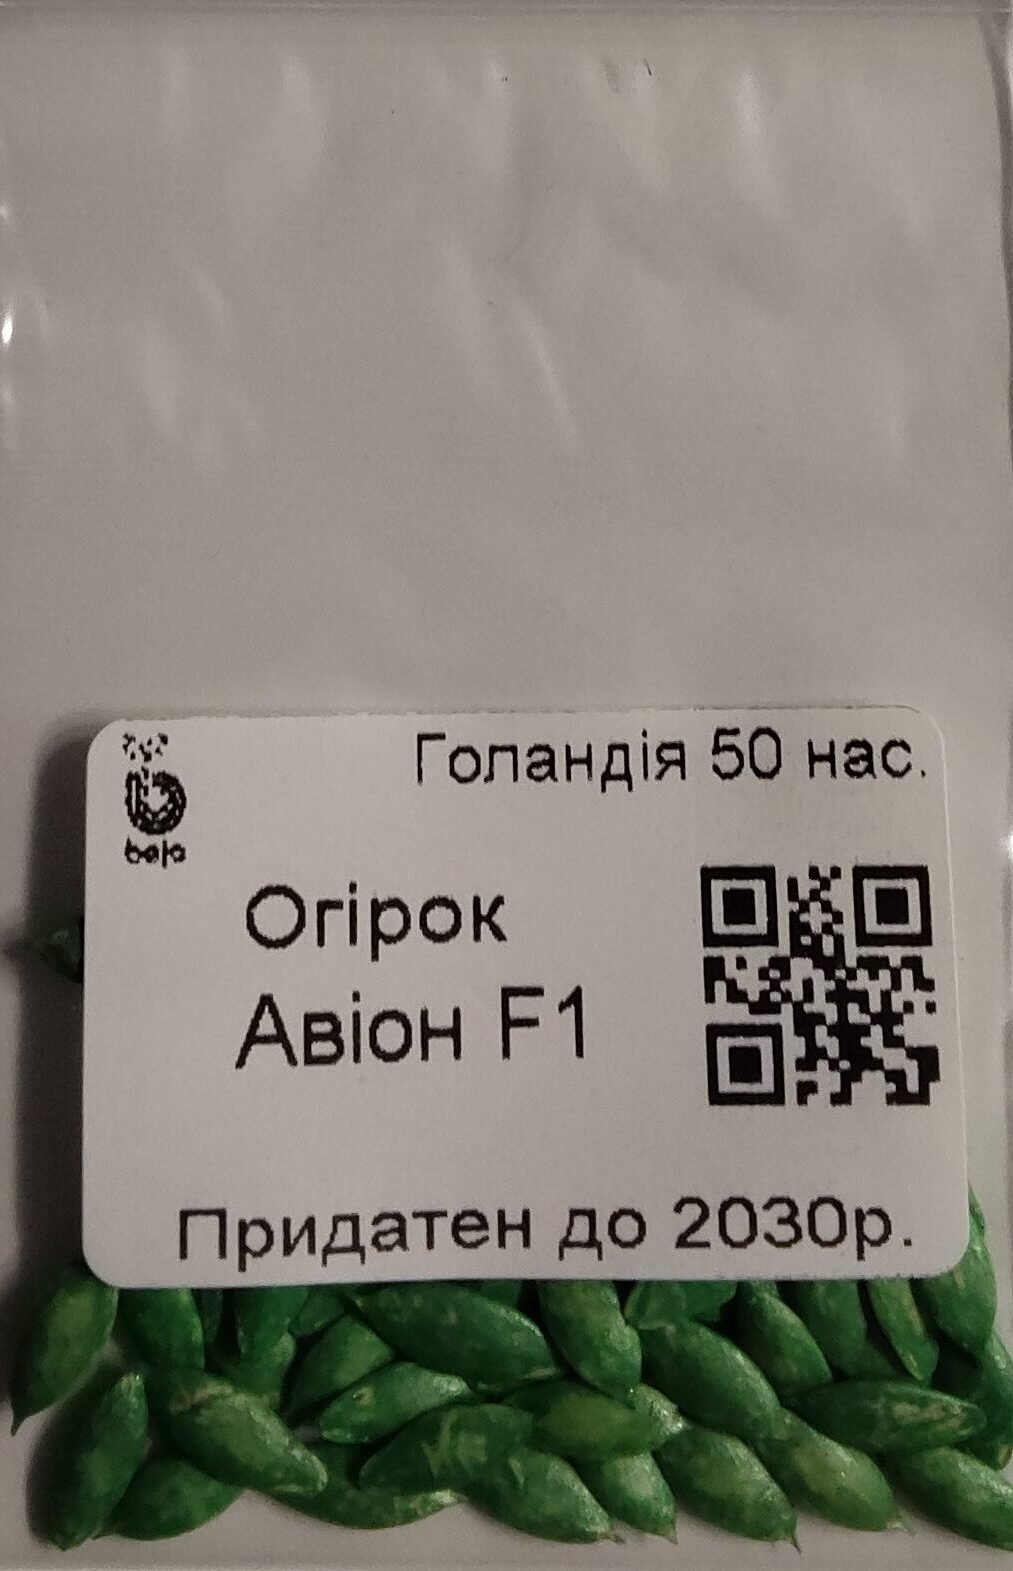 Голандія 50 нас.
bejo
Огірок
Авіон F1
Придатен до 2030р.